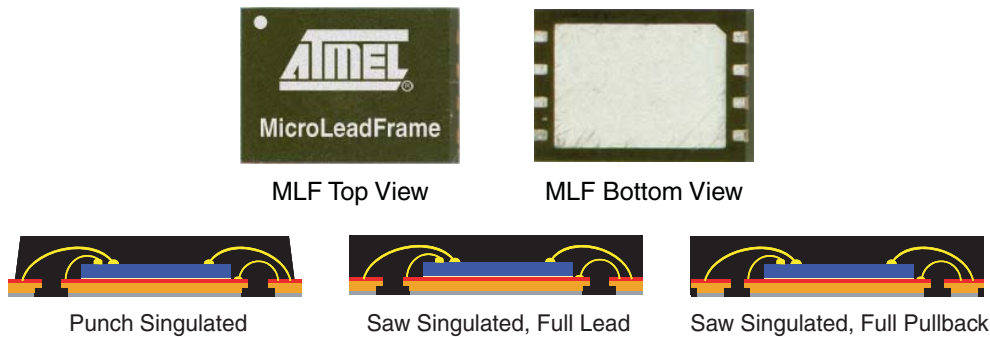 ATMEL
®
MicroLeadFrame
MLF Top View
MLF Bottom View
Punch Singulated
Saw Singulated, Full Lead
Saw Singulated, Full Pullback